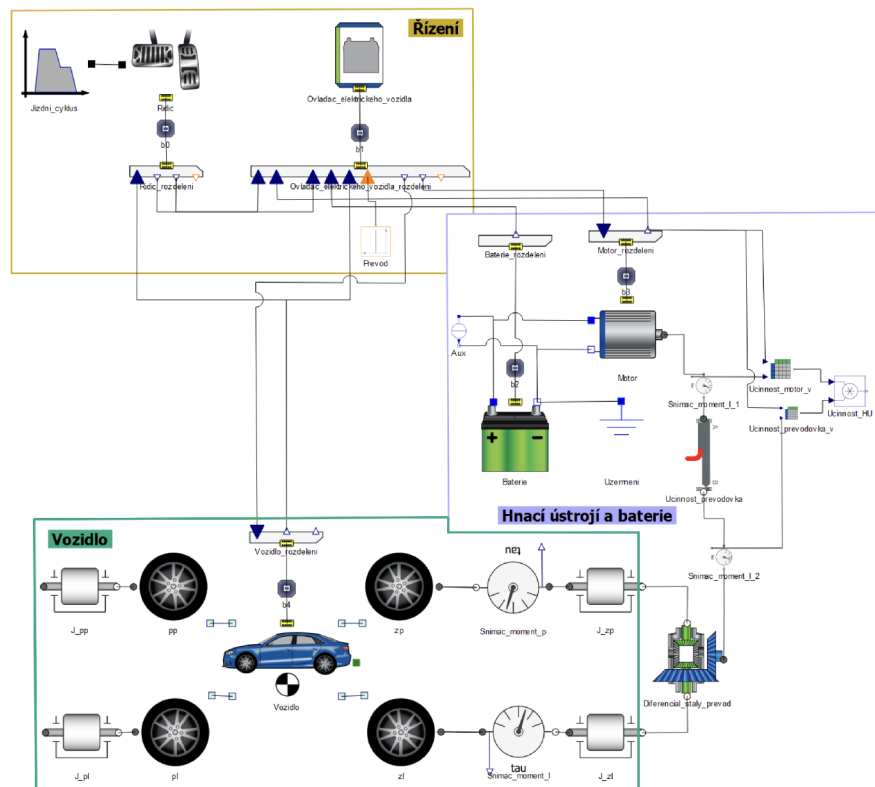 Řízení
Jizdni_cyklus
Ridic
Ovladac_elektrickeho_vozidla
b0
b1
Ridic_rozdeleni
Ovladac_elektrickeho_vozidla_rozdeleni
Prevod
Baterie_rozdeleni
Motor_rozdeleni
b3
Aux
Motor
b2
F
Snimac_moment_l_1
Ucinnost_motor_v
Ucinnost_HU
Ucinnost_prevodovka_v
A
+
−
B
Baterie
Uzemneni
Ucinnost_prevodovka
Hnací ústrojí a baterie
Vozidlo
Vozidlo_rozdeleni
tau
F
Snimac_moment_l_2
b4
J_pp
pp
zp
Snimac_moment_p
J_zp
Vozidlo
Diferencial_staly_prevod
tau
J_pl
pl
zl
Snimac_moment_l
J_zl